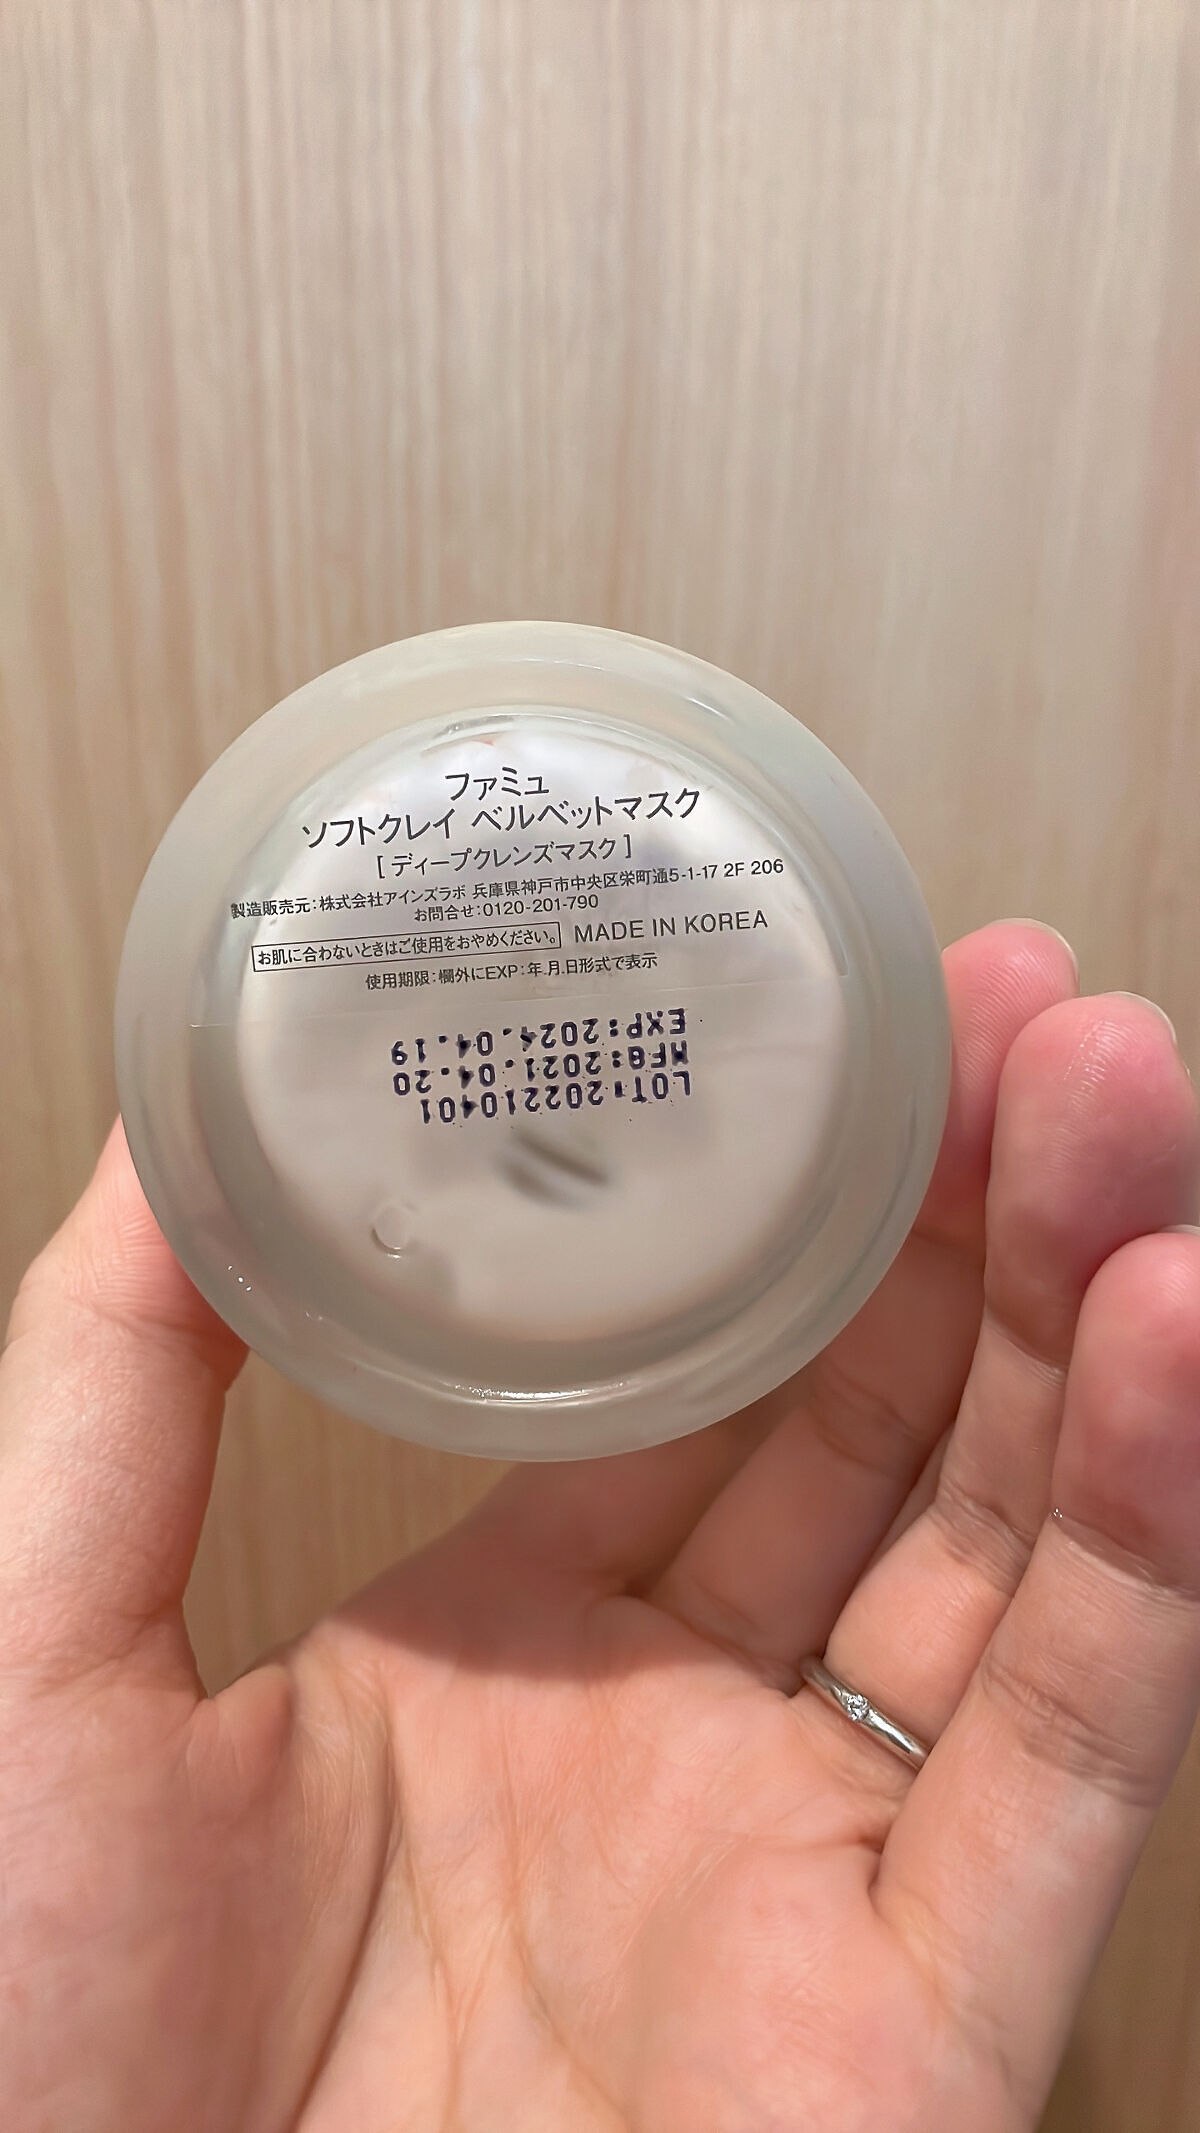 ファミュ
ソフトクレイ ベルベットマスク
[ ディープクレンズマスク ]
製造販売元:株式会社アインズラボ 兵庫県神戸市中央区栄町通5-1-17 2F 206
お問合せ:0120-201-790
お肌に合わないときはご使用をおやめください。 MADE IN KOREA
使用期限:欄外にEXP:年.月.日形式で表示
LOT:20210401
MFG:2021.04.20
EXP:2024.04.19